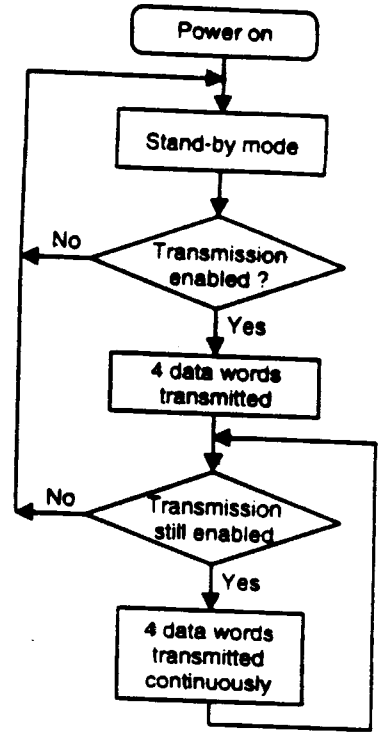 Power on
Stand-by mode
No
Transmission
enabled ?
Yes
4 data words
transmitted
No
Transmission
still enabled
Yes
4 data words
transmitted
continuously